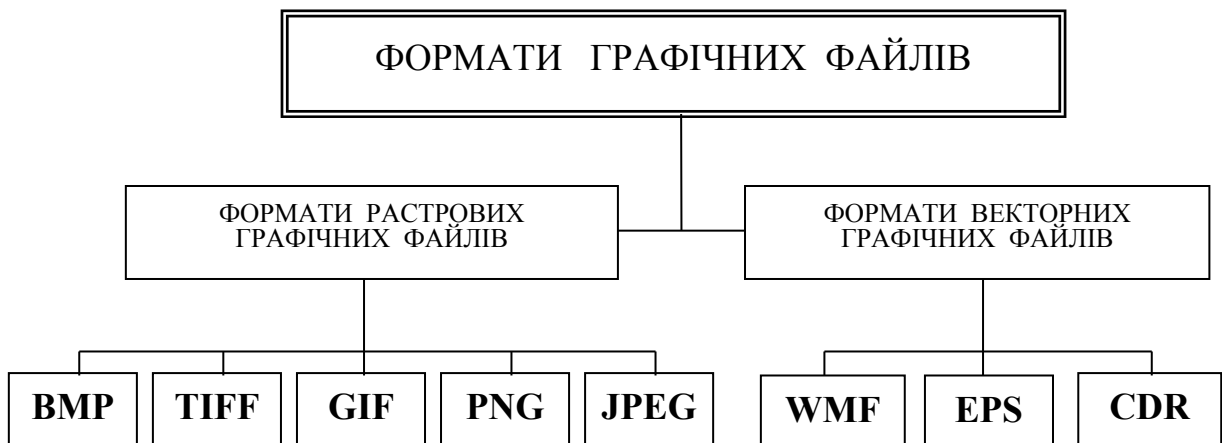 ФОРМАТИ ГРАФІЧНИХ ФАЙЛІВ
ФОРМАТИ РАСТРОВИХ
ГРАФІЧНИХ ФАЙЛІВ
ФОРМАТИ ВЕКТОРНИХ
ГРАФІЧНИХ ФАЙЛІВ
BMP TIFF GIF PNG JPEG WMF EPS CDR